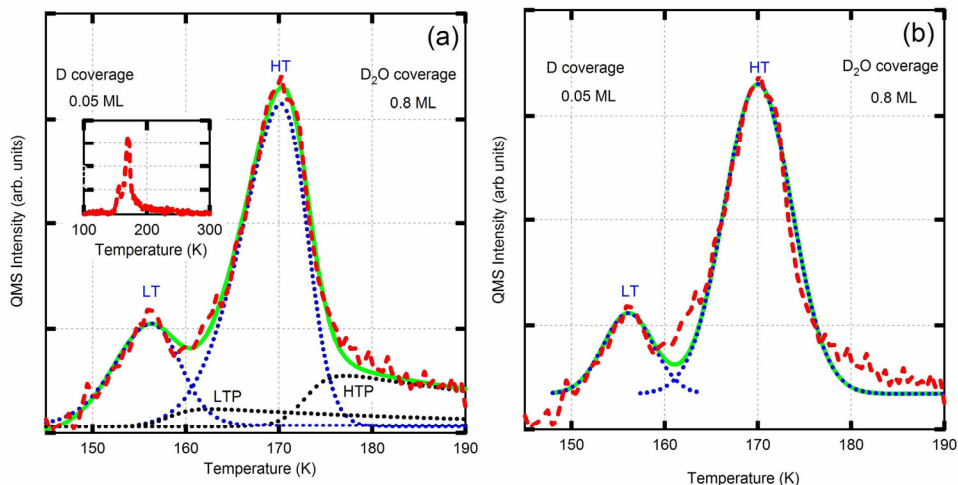 (a)
HT
D coverage
0.05 ML
D₂O coverage
0.8 ML
100 200 300
Temperature (K)
LT
LTP
HTP
QMS Intensity (arb. units)
150 160 170 180 190
Temperature (K)
(b)
HT
D coverage
0.05 ML
D₂O coverage
0.8 ML
LT
QMS Intensity (arb units)
150 160 170 180 190
Temperature (K)